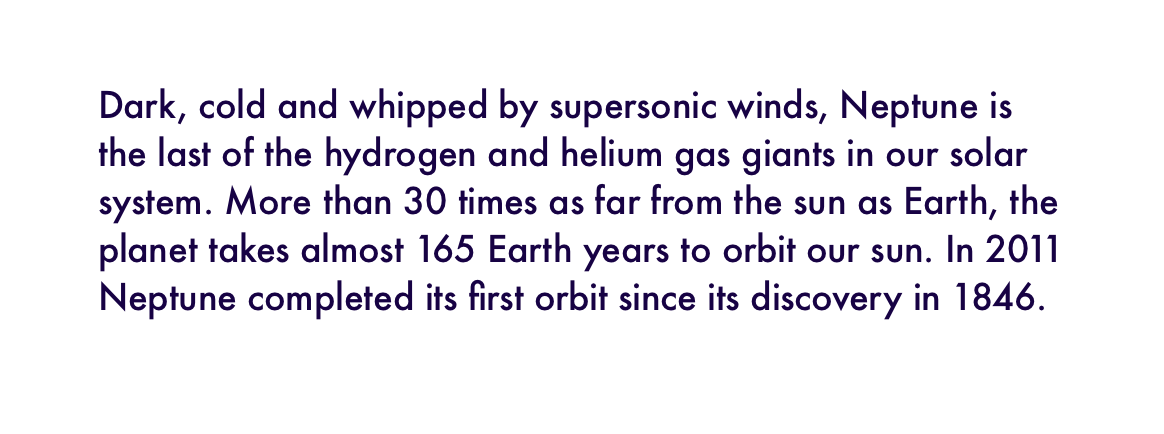 Dark, cold and whipped by supersonic winds, Neptune is
the last of the hydrogen and helium gas giants in our solar
system. More than 30 times as far from the sun as Earth, the
planet takes almost 165 Earth years to orbit our sun. In 2011
Neptune completed its first orbit since its discovery in 1846.